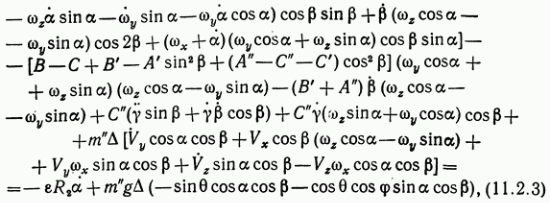 — ω_z α̇ sin α — ω̇_y sin α — ω_y α̇ cos α) cos β sin β + β̇ (ω_z cos α —
— ω_y sin α) cos 2β + (ω_x + α̇) (ω_y cos α + ω_z sin α) cos β sin α] —
— [B — C + B′ — A′ sin² β + (A″ — C″ — C′) cos² β] (ω_y cos α +
+ ω_z sin α) (ω_z cos α — ω_y sin α) — (B′ + A″) β̇ (ω_z cos α —
— ω_y sin α) + C″ (γ̈ sin β + γ̇ β̇ cos β) + C″ γ̇ (ω_z sin α + ω_y cos α) cos β +
+ m″Δ [V̇_y cos α cos β + V_x cos β (ω_z cos α — ω_y sin α) +
+ V_y ω_x sin α cos β + V̇_z sin α cos β — V_z ω_x cos α cos β] =
= — εR_s α̇ + m″gΔ (— sin θ cos α cos β — cos θ cos φ sin α cos β), (11.2.3)